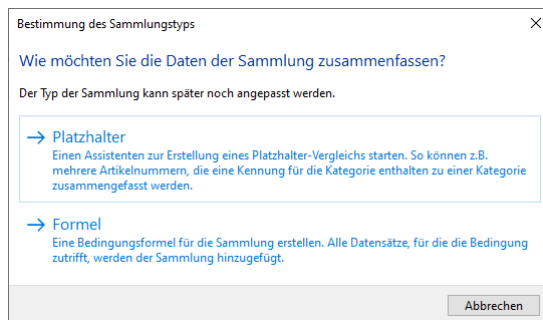 Bestimmung des Sammlungstyps
Wie möchten Sie die Daten der Sammlung zusammenfassen?
Der Typ der Sammlung kann später noch angepasst werden.
Platzhalter
Einen Assistenten zur Erstellung eines Platzhalter-Vergleichs starten. So können z.B.
mehrere Artikelnummern, die eine Kennung für die Kategorie enthalten zu einer Kategorie
zusammengefasst werden.
Formel
Eine Bedingungsformel für die Sammlung erstellen. Alle Datensätze, für die die Bedingung
zutrifft, werden der Sammlung hinzugefügt.
Abbrechen